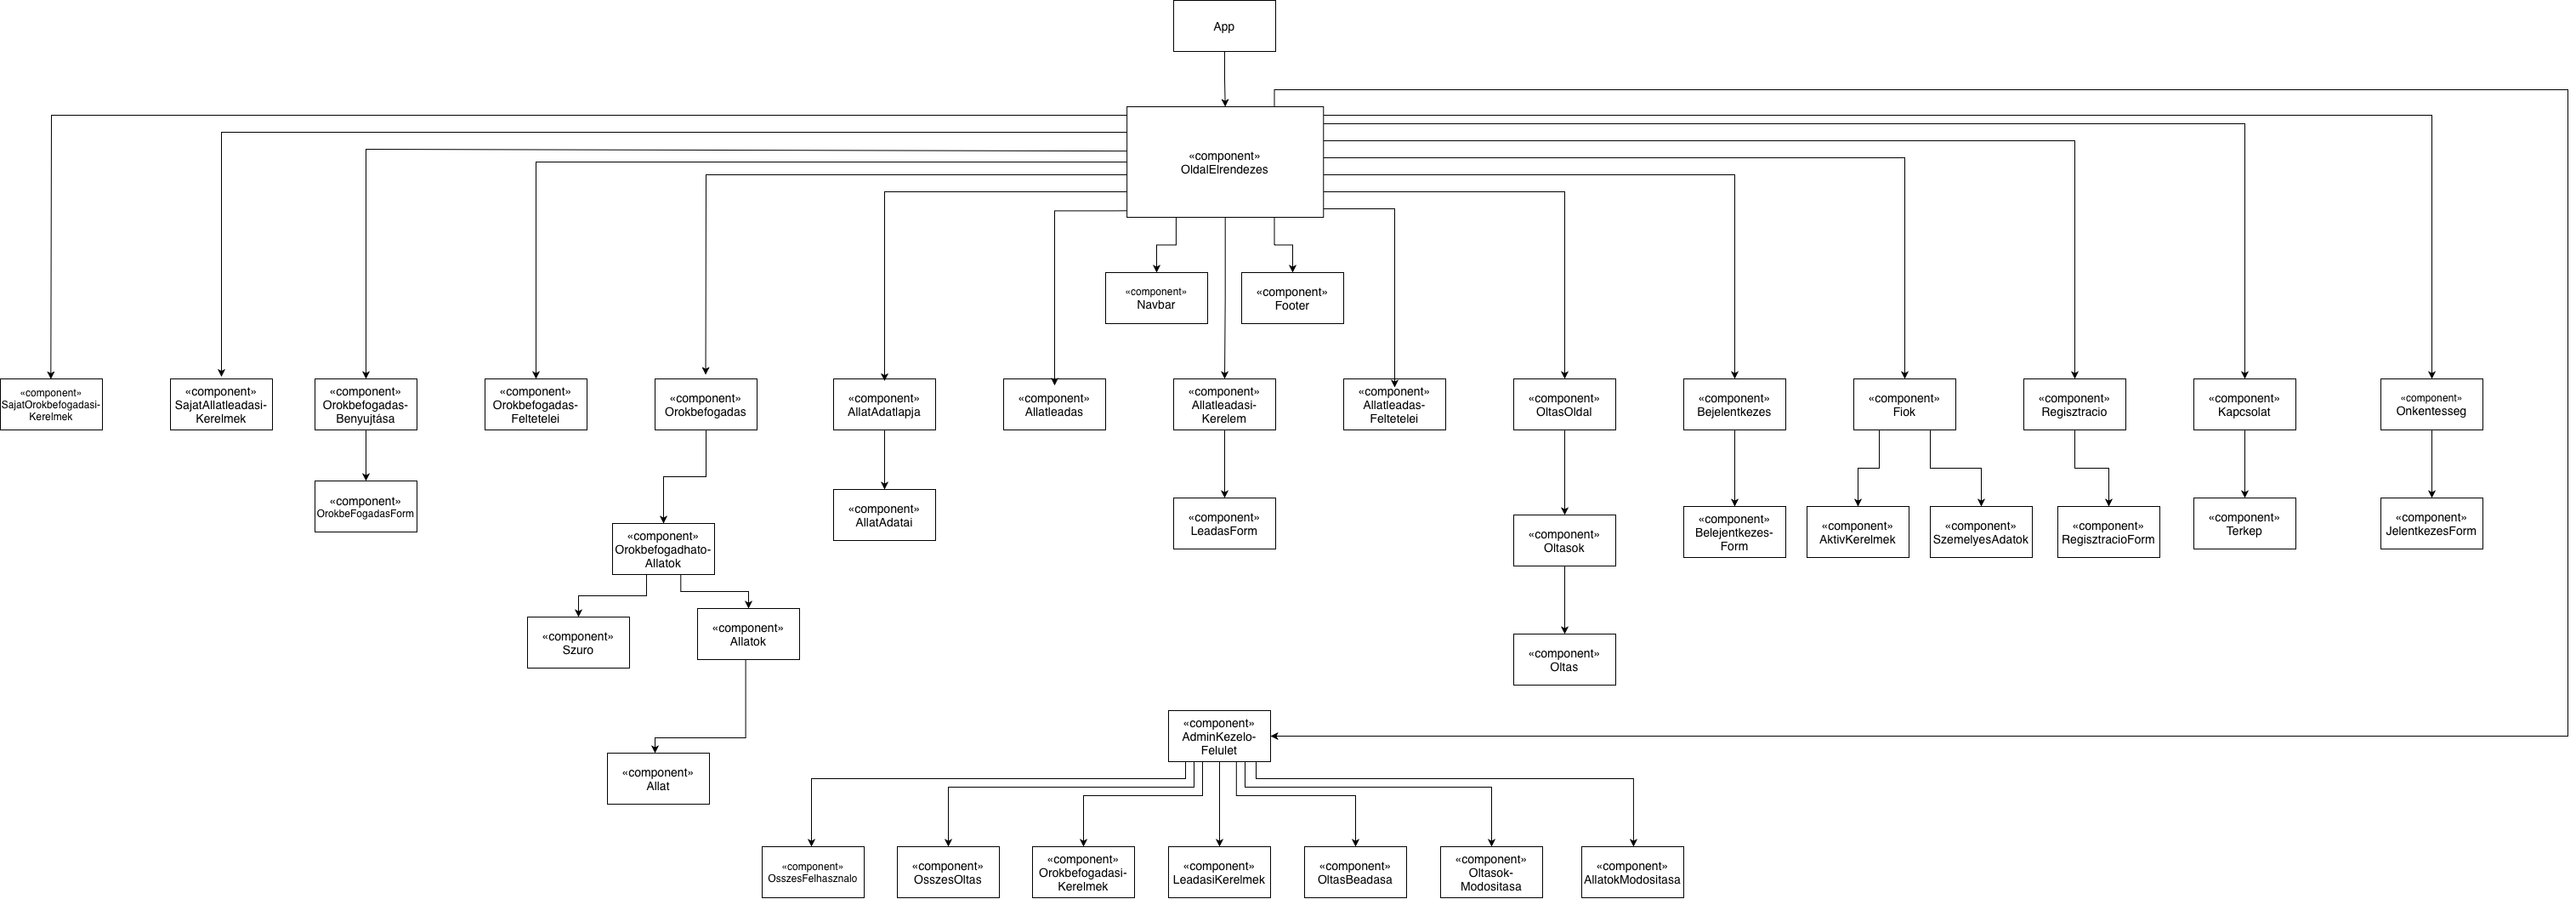 App
«component»
OldalElrendezes
«component»
Navbar
«component»
Footer
«component»
SajatOrokbefogadasi-
Kerelmek
«component»
SajatAllatleadasi-
Kerelmek
«component»
Orokbefogadas-
Benyujtása
«component»
Orokbefogadas-
Feltetelei
«component»
Orokbefogadas
«component»
AllatAdatlapja
«component»
Allatleadas
«component»
Allatleadasi-
Kerelem
«component»
Allatleadas-
Feltetelei
«component»
OltasOldal
«component»
Bejelentkezes
«component»
Fiok
«component»
Regisztracio
«component»
Kapcsolat
«component»
Onkentesseg
«component»
OrokbeFogadasForm
«component»
AllatAdatai
«component»
LeadasForm
«component»
Oltasok
«component»
Belejentkezes-
Form
«component»
AktivKerelmek
«component»
SzemelyesAdatok
«component»
RegisztracioForm
«component»
Terkep
«component»
JelentkezesForm
«component»
Orokbefogadhato-
Allatok
«component»
Szuro
«component»
Allatok
«component»
Oltas
«component»
Allat
«component»
AdminKezelo-
Felulet
«component»
OsszesFelhasznalo
«component»
OsszesOltas
«component»
Orokbefogadasi-
Kerelmek
«component»
LeadasiKerelmek
«component»
OltasBeadasa
«component»
Oltasok-
Modositasa
«component»
AllatokModositasa